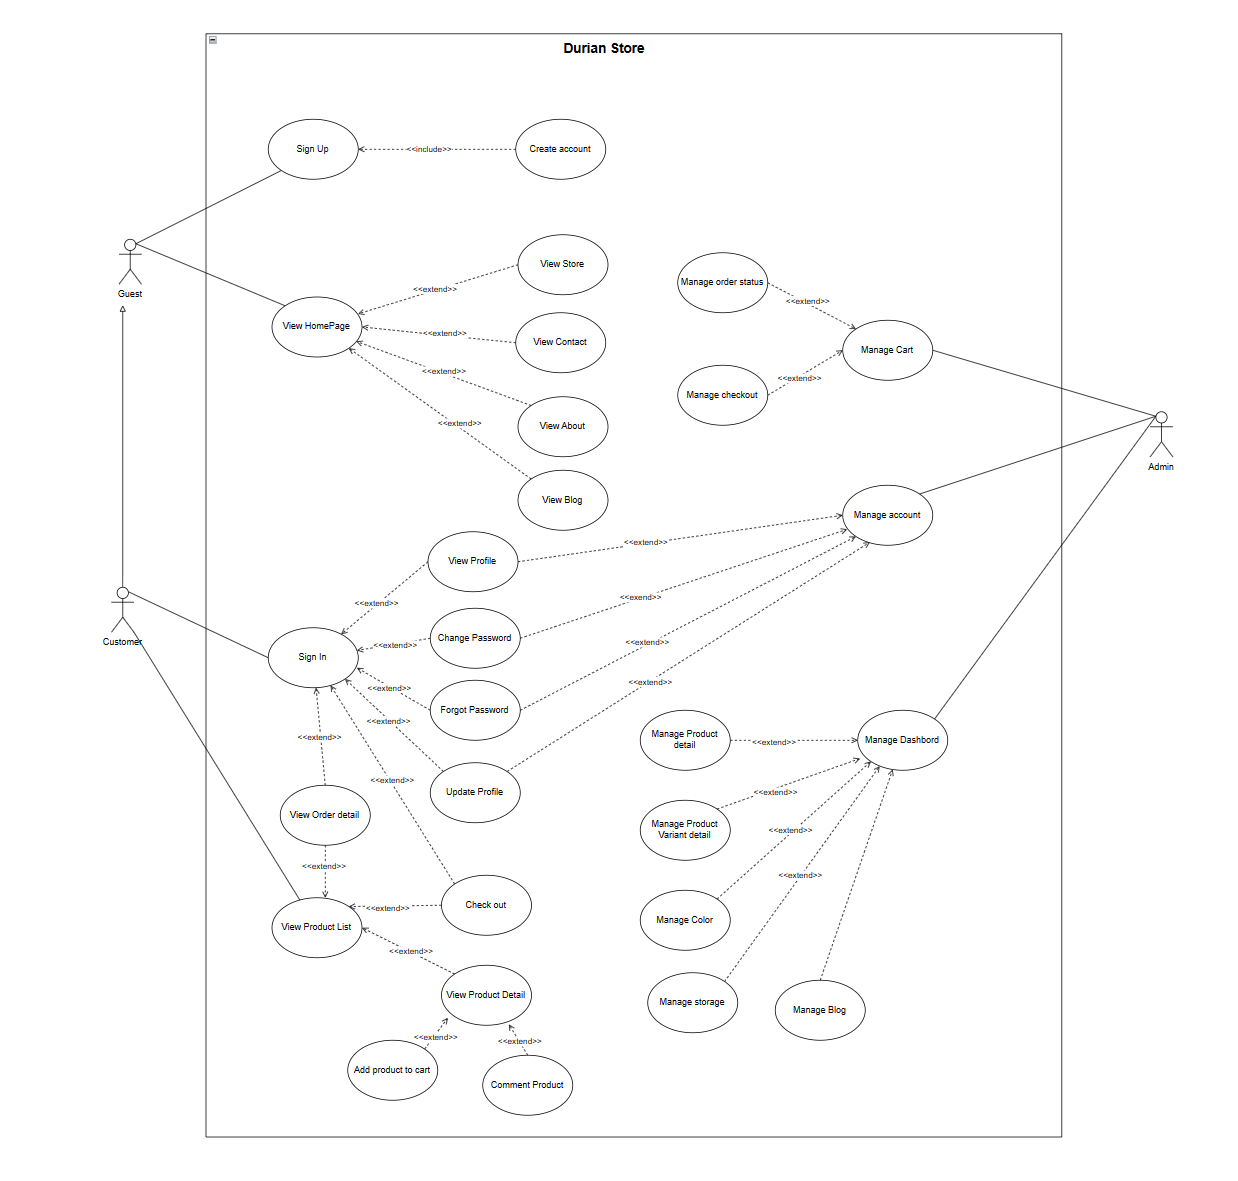 Durian Store
Sign Up
<<include>>
Create account
Guest
View HomePage
<<extend>>
View Store
<<extend>>
View Contact
<<extend>>
View About
<<extend>>
View Blog
Manage order status
<<extend>>
Manage Cart
Manage checkout
<<extend>>
Admin
Manage account
View Profile
<<extend>>
<<extend>>
Customer
Change Password
<<exend>>
<<extend>>
Sign In
Forgot Password
<<extend>>
<<extend>>
Update Profile
<<extend>>
<<extend>>
<<extend>>
<<extend>>
View Order detail
<<extend>>
View Product List
Check out
<<extend>>
<<extend>>
View Product Detail
<<extend>>
<<extend>>
Add product to cart
Comment Product
Manage Product
detail
<<extend>>
Manage Dashbord
Manage Product
Variant detail
<<extend>>
<<extend>>
Manage Color
<<extend>>
Manage storage
Manage Blog